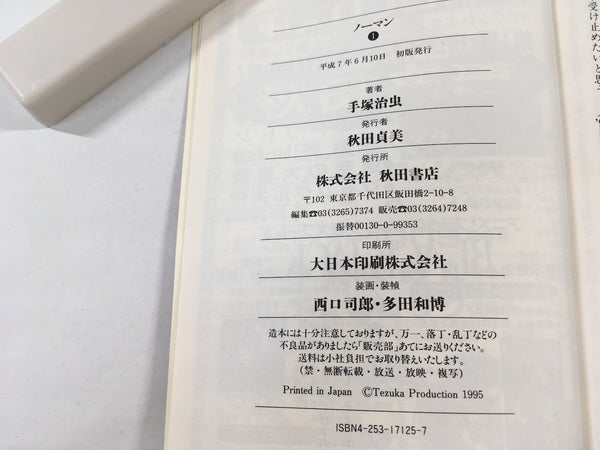 ノーマン
1
平成7年6月10日 初版発行
著者
手塚治虫
発行者
秋田貞美
発行所
株式会社 秋田書店
〒102 東京都千代田区飯田橋2-10-8
編集☎03(3265)7374 販売☎03(3264)7248
振替00130-0-99353
印刷所
大日本印刷株式会社
装画・装幀
西口司郎・多田和博
造本には十分注意しておりますが、万一、落丁・乱丁などの
不良品がありましたら「販売部」あてにお送りください。
送料は小社負担でお取り替えいたします。
(禁・無断転載・放送・放映・複写)
Printed in Japan ©Tezuka Production 1995
ISBN4-253-17125-7
受け止めたいと思